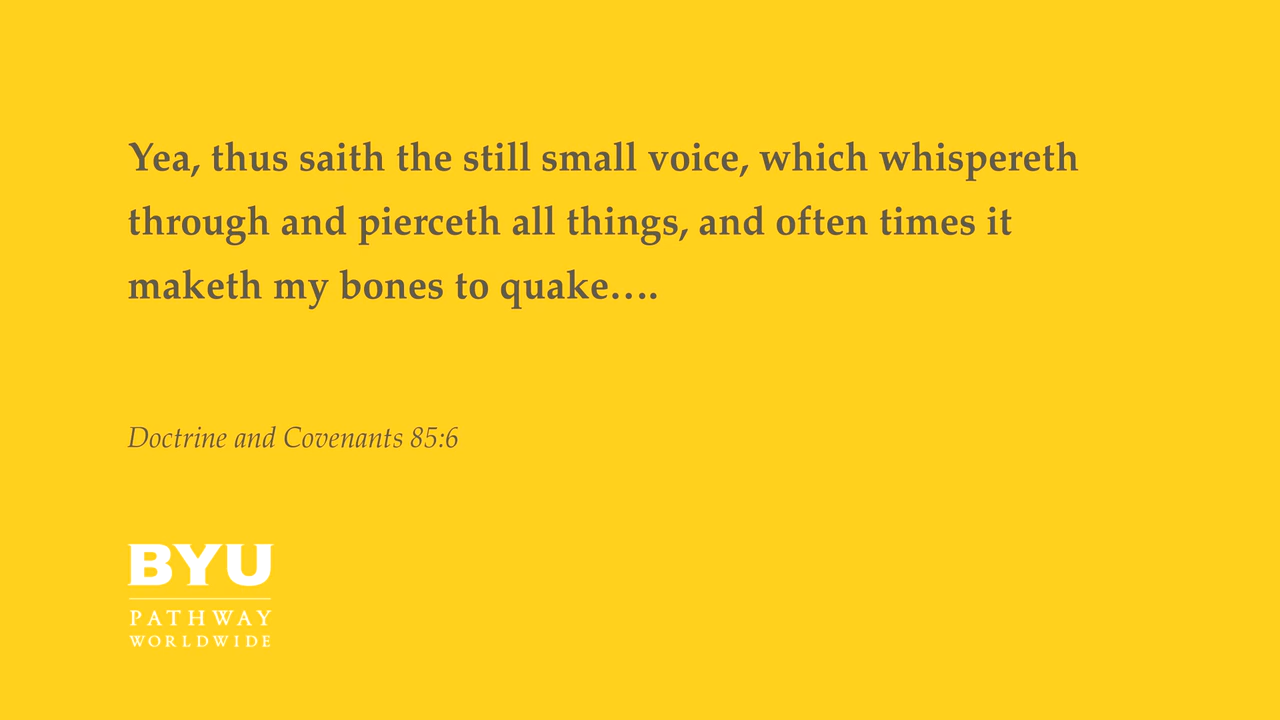 Yea, thus saith the still small voice, which whispereth
through and pierceth all things, and often times it
maketh my bones to quake....
Doctrine and Covenants 85:6
BYU
PATHWAY
WORLDWIDE